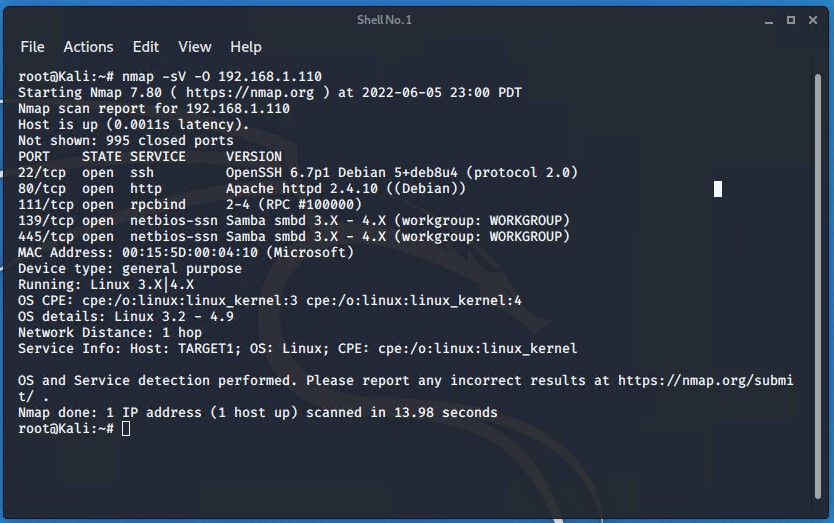 Shell No. 1
File Actions Edit View Help
root@Kali:~# nmap -sV -O 192.168.1.110
Starting Nmap 7.80 ( https://nmap.org ) at 2022-06-05 23:00 PDT
Nmap scan report for 192.168.1.110
Host is up (0.0011s latency).
Not shown: 995 closed ports
PORT    STATE SERVICE     VERSION
22/tcp  open  ssh         OpenSSH 6.7p1 Debian 5+deb8u4 (protocol 2.0)
80/tcp  open  http        Apache httpd 2.4.10 ((Debian))
111/tcp open  rpcbind     2-4 (RPC #100000)
139/tcp open  netbios-ssn Samba smbd 3.X - 4.X (workgroup: WORKGROUP)
445/tcp open  netbios-ssn Samba smbd 3.X - 4.X (workgroup: WORKGROUP)
MAC Address: 00:15:5D:00:04:10 (Microsoft)
Device type: general purpose
Running: Linux 3.X|4.X
OS CPE: cpe:/o:linux:linux_kernel:3 cpe:/o:linux:linux_kernel:4
OS details: Linux 3.2 - 4.9
Network Distance: 1 hop
Service Info: Host: TARGET1; OS: Linux; CPE: cpe:/o:linux:linux_kernel
OS and Service detection performed. Please report any incorrect results at https://nmap.org/submi
t/ .
Nmap done: 1 IP address (1 host up) scanned in 13.98 seconds
root@Kali:~#